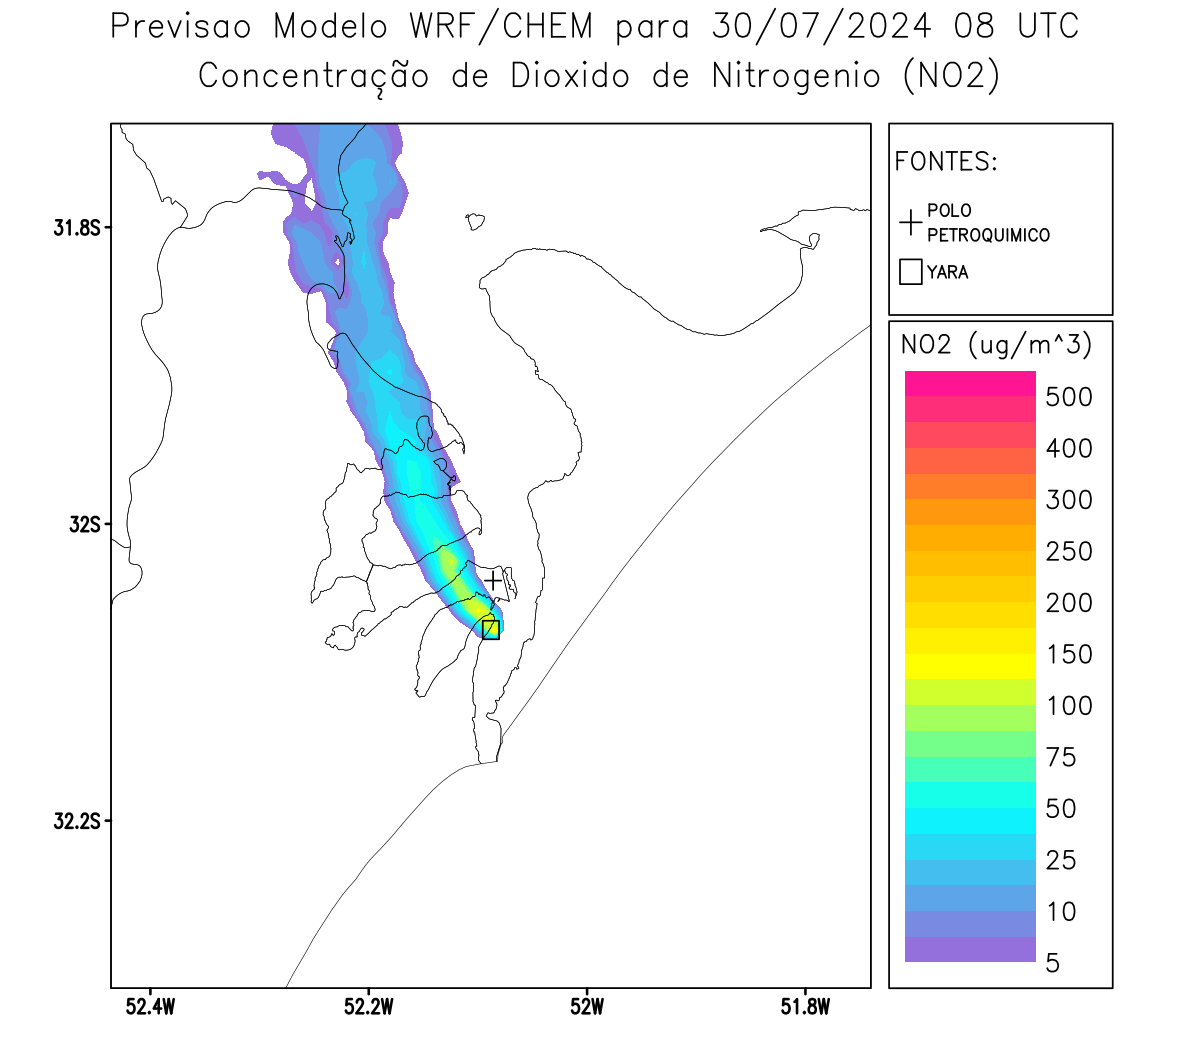 Previsao Modelo WRF/CHEM para 30/07/2024 08 UTC
Concentração de Dioxido de Nitrogenio (NO2)
FONTES:
POLO
PETROQUIMICO
YARA
31.8S
32S
32.2S
52.4W
52.2W
52W
51.8W
NO2 (ug/m^3)
500
400
300
250
200
150
100
75
50
25
10
5